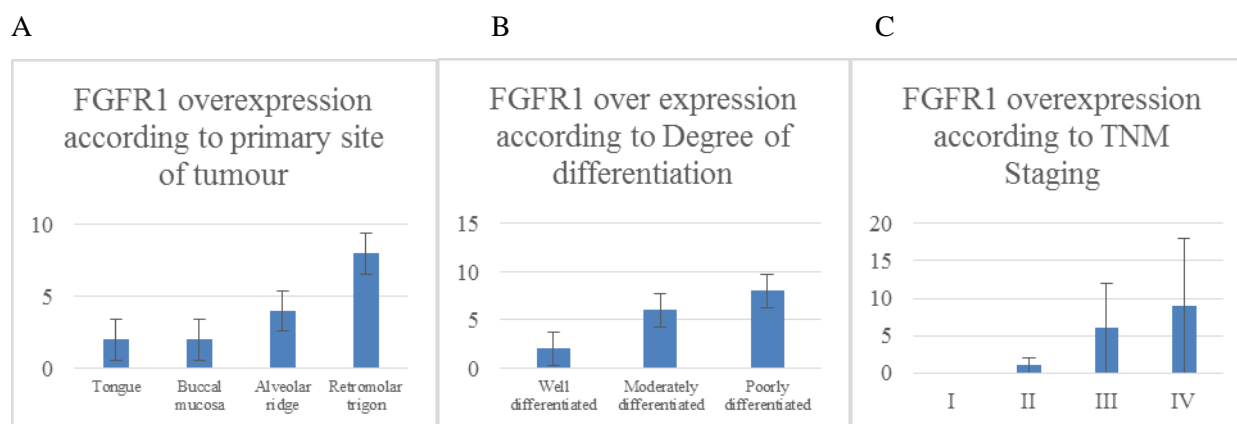 A
B
C
FGFR1 overexpression
according to primary site
of tumour
10
5
0
Tongue
Buccal
mucosa
Alveolar
ridge
Retromolar
trigon
FGFR1 over expression
according to Degree of
differentiation
15
10
5
0
Well
differentiated
Moderately
differentiated
Poorly
differentiated
FGFR1 overexpression
according to TNM
Staging
20
15
10
5
0
I
II
III
IV